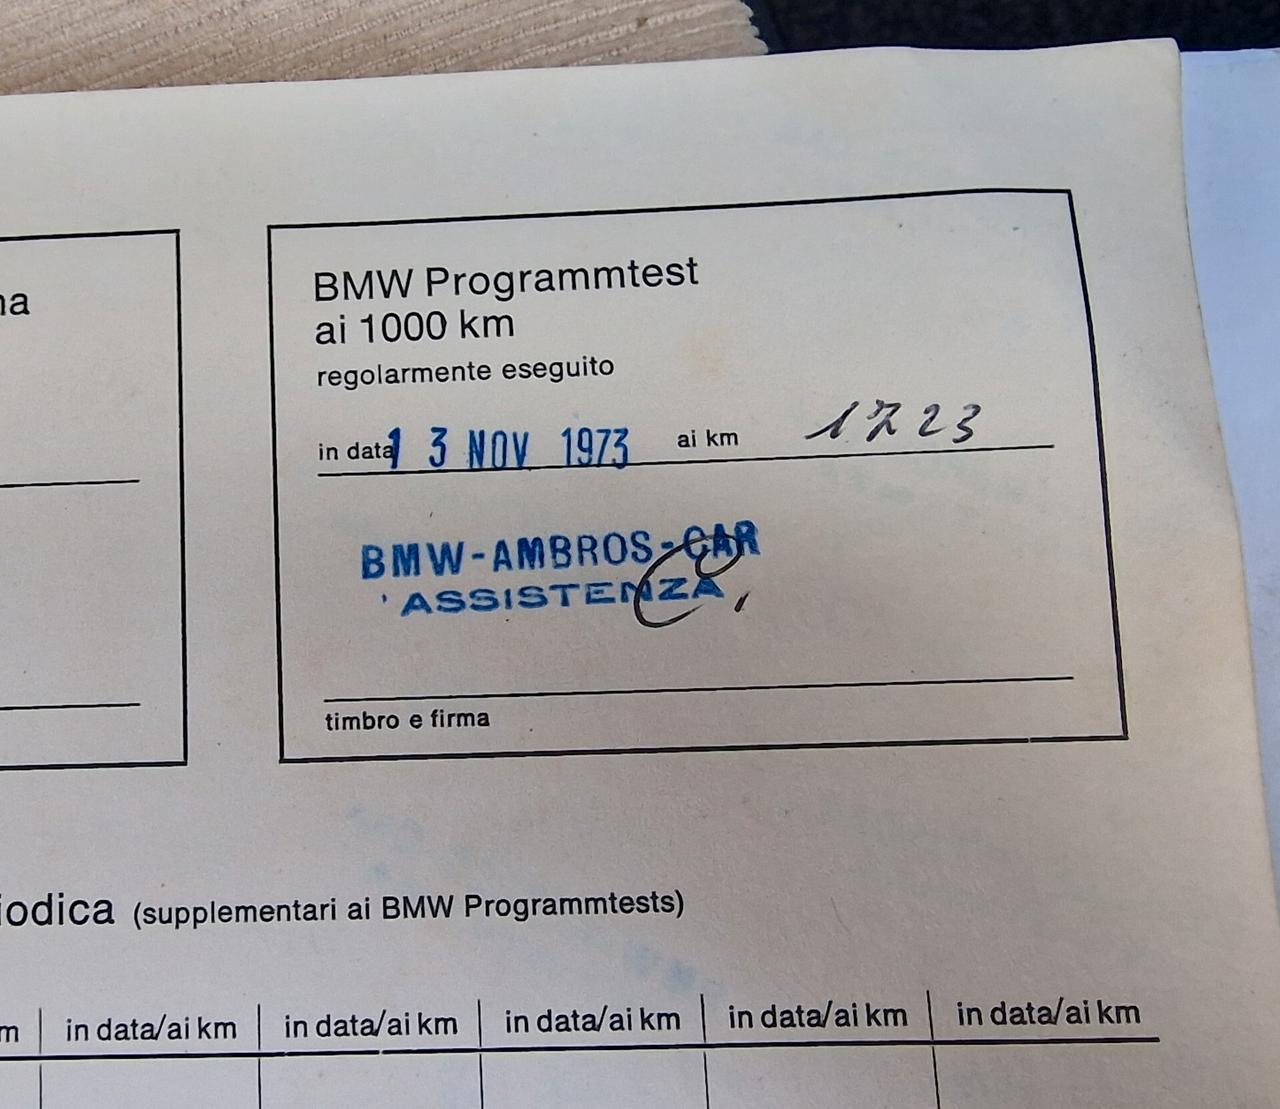 na
BMW Programmtest
ai 1000 km
regolarmente eseguito
in data 13 NOV 1973 ai km 1723
BMW-AMBROS-CAR
ASSISTENZA
timbro e firma
iodica (supplementari ai BMW Programmtests)
m in data/ai km in data/ai km in data/ai km in data/ai km in data/ai km